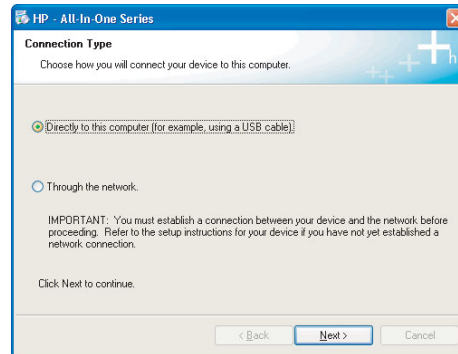 HP - All-In-One Series
Connection Type
Choose how you will connect your device to this computer.
h
Directly to this computer (for example, using a USB cable).
Through the network.
IMPORTANT: You must establish a connection between your device and the network before
proceeding. Refer to the setup instructions for your device if you have not yet established a
network connection.
Click Next to continue.
< Back
Next >
Cancel